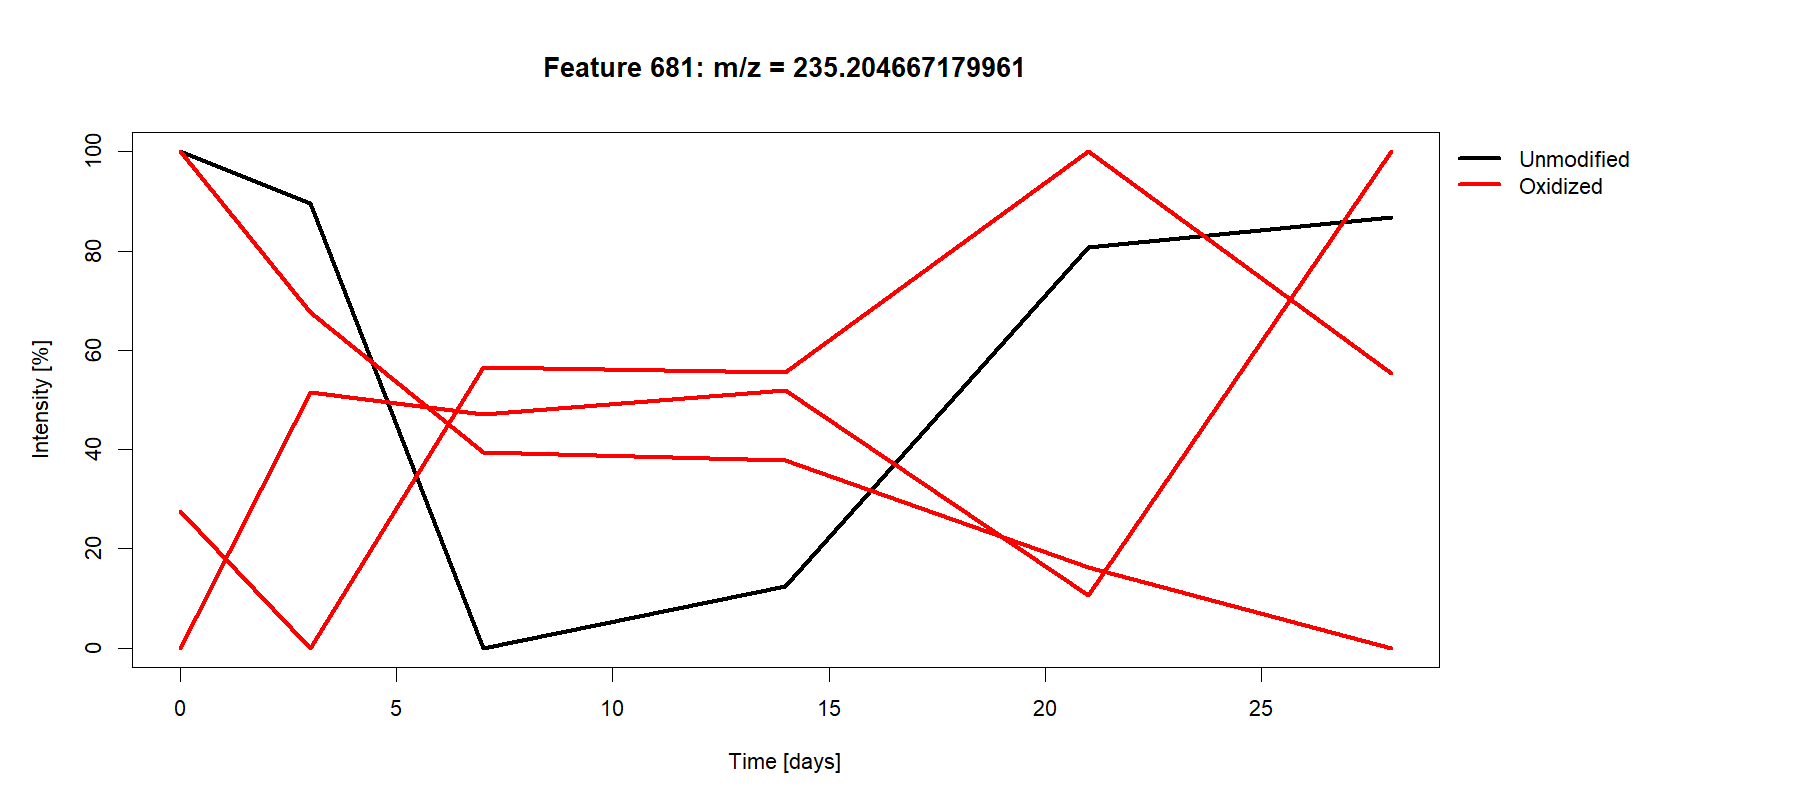 Feature 681: m/z = 235.204667179961
Unmodified
Oxidized
Intensity [%]
100
80
60
40
20
0
0 5 10 15 20 25
Time [days]